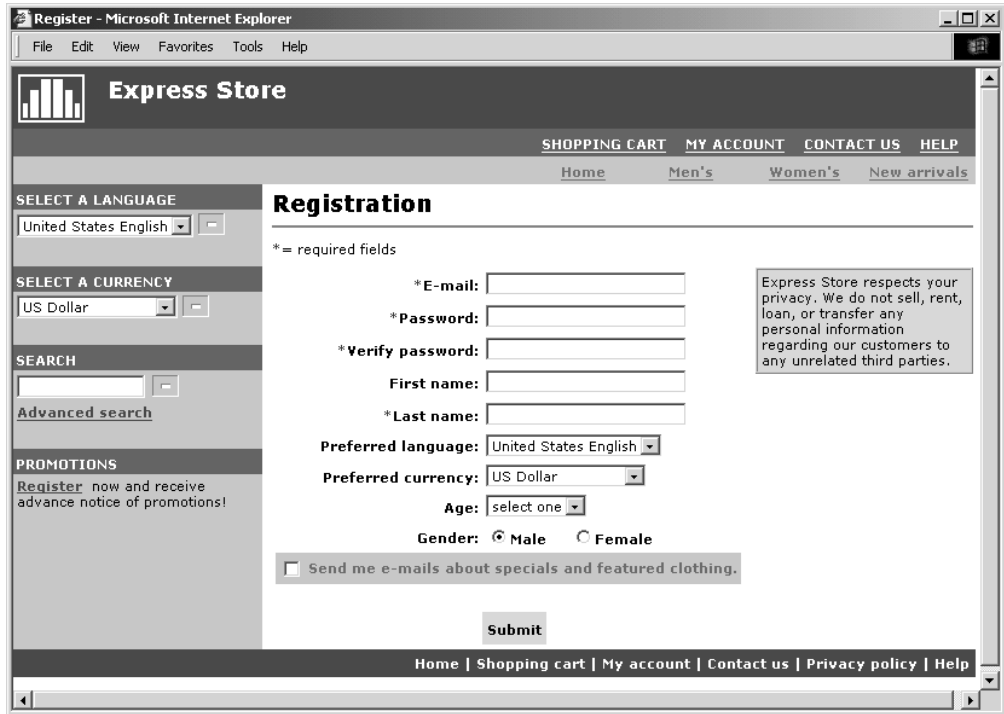 Register - Microsoft Internet Explorer
File Edit View Favorites Tools Help
Express Store
SHOPPING CART MY ACCOUNT CONTACT US HELP
Home Men's Women's New arrivals
SELECT A LANGUAGE
United States English
SELECT A CURRENCY
US Dollar
SEARCH
Advanced search
PROMOTIONS
Register now and receive
advance notice of promotions!
Registration
*= required fields
*E-mail:
*Password:
*Verify password:
First name:
*Last name:
Preferred language: United States English
Preferred currency: US Dollar
Age: select one
Gender: Male Female
Send me e-mails about specials and featured clothing.
Submit
Express Store respects your
privacy. We do not sell, rent,
loan, or transfer any
personal information
regarding our customers to
any unrelated third parties.
Home | Shopping cart | My account | Contact us | Privacy policy | Help